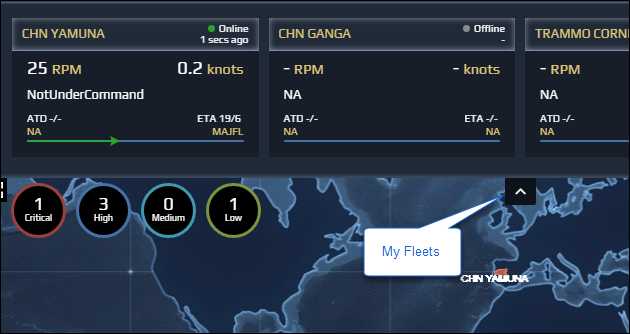 CHN YAMUNA
Online
1 secs ago
25 RPM
0.2 knots
NotUnderCommand
ATD -/-
ETA 19/6
NA
MAJFL
CHN GANGA
Offline
-
- RPM
- knots
NA
ATD -/-
ETA -/-
NA
NA
TRAMMO CORN
- RPM
NA
ATD -/-
NA
1
Critical
3
High
0
Medium
1
Low
My Fleets
CHN YAMUNA